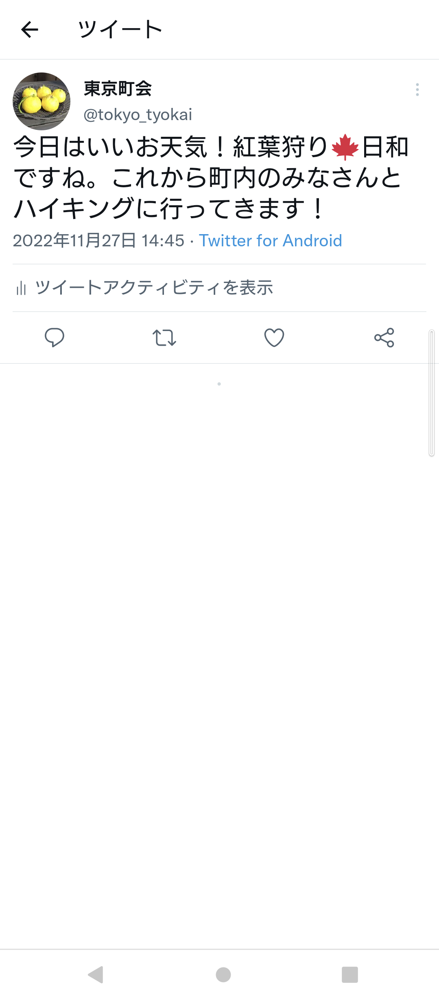 ツイート
東京町会
@tokyo_tyokai
今日はいいお天気！紅葉狩り🍁日和
ですね。これから町内のみなさんと
ハイキングに行ってきます！
2022年11月27日 14:45 · Twitter for Android
ツイートアクティビティを表示